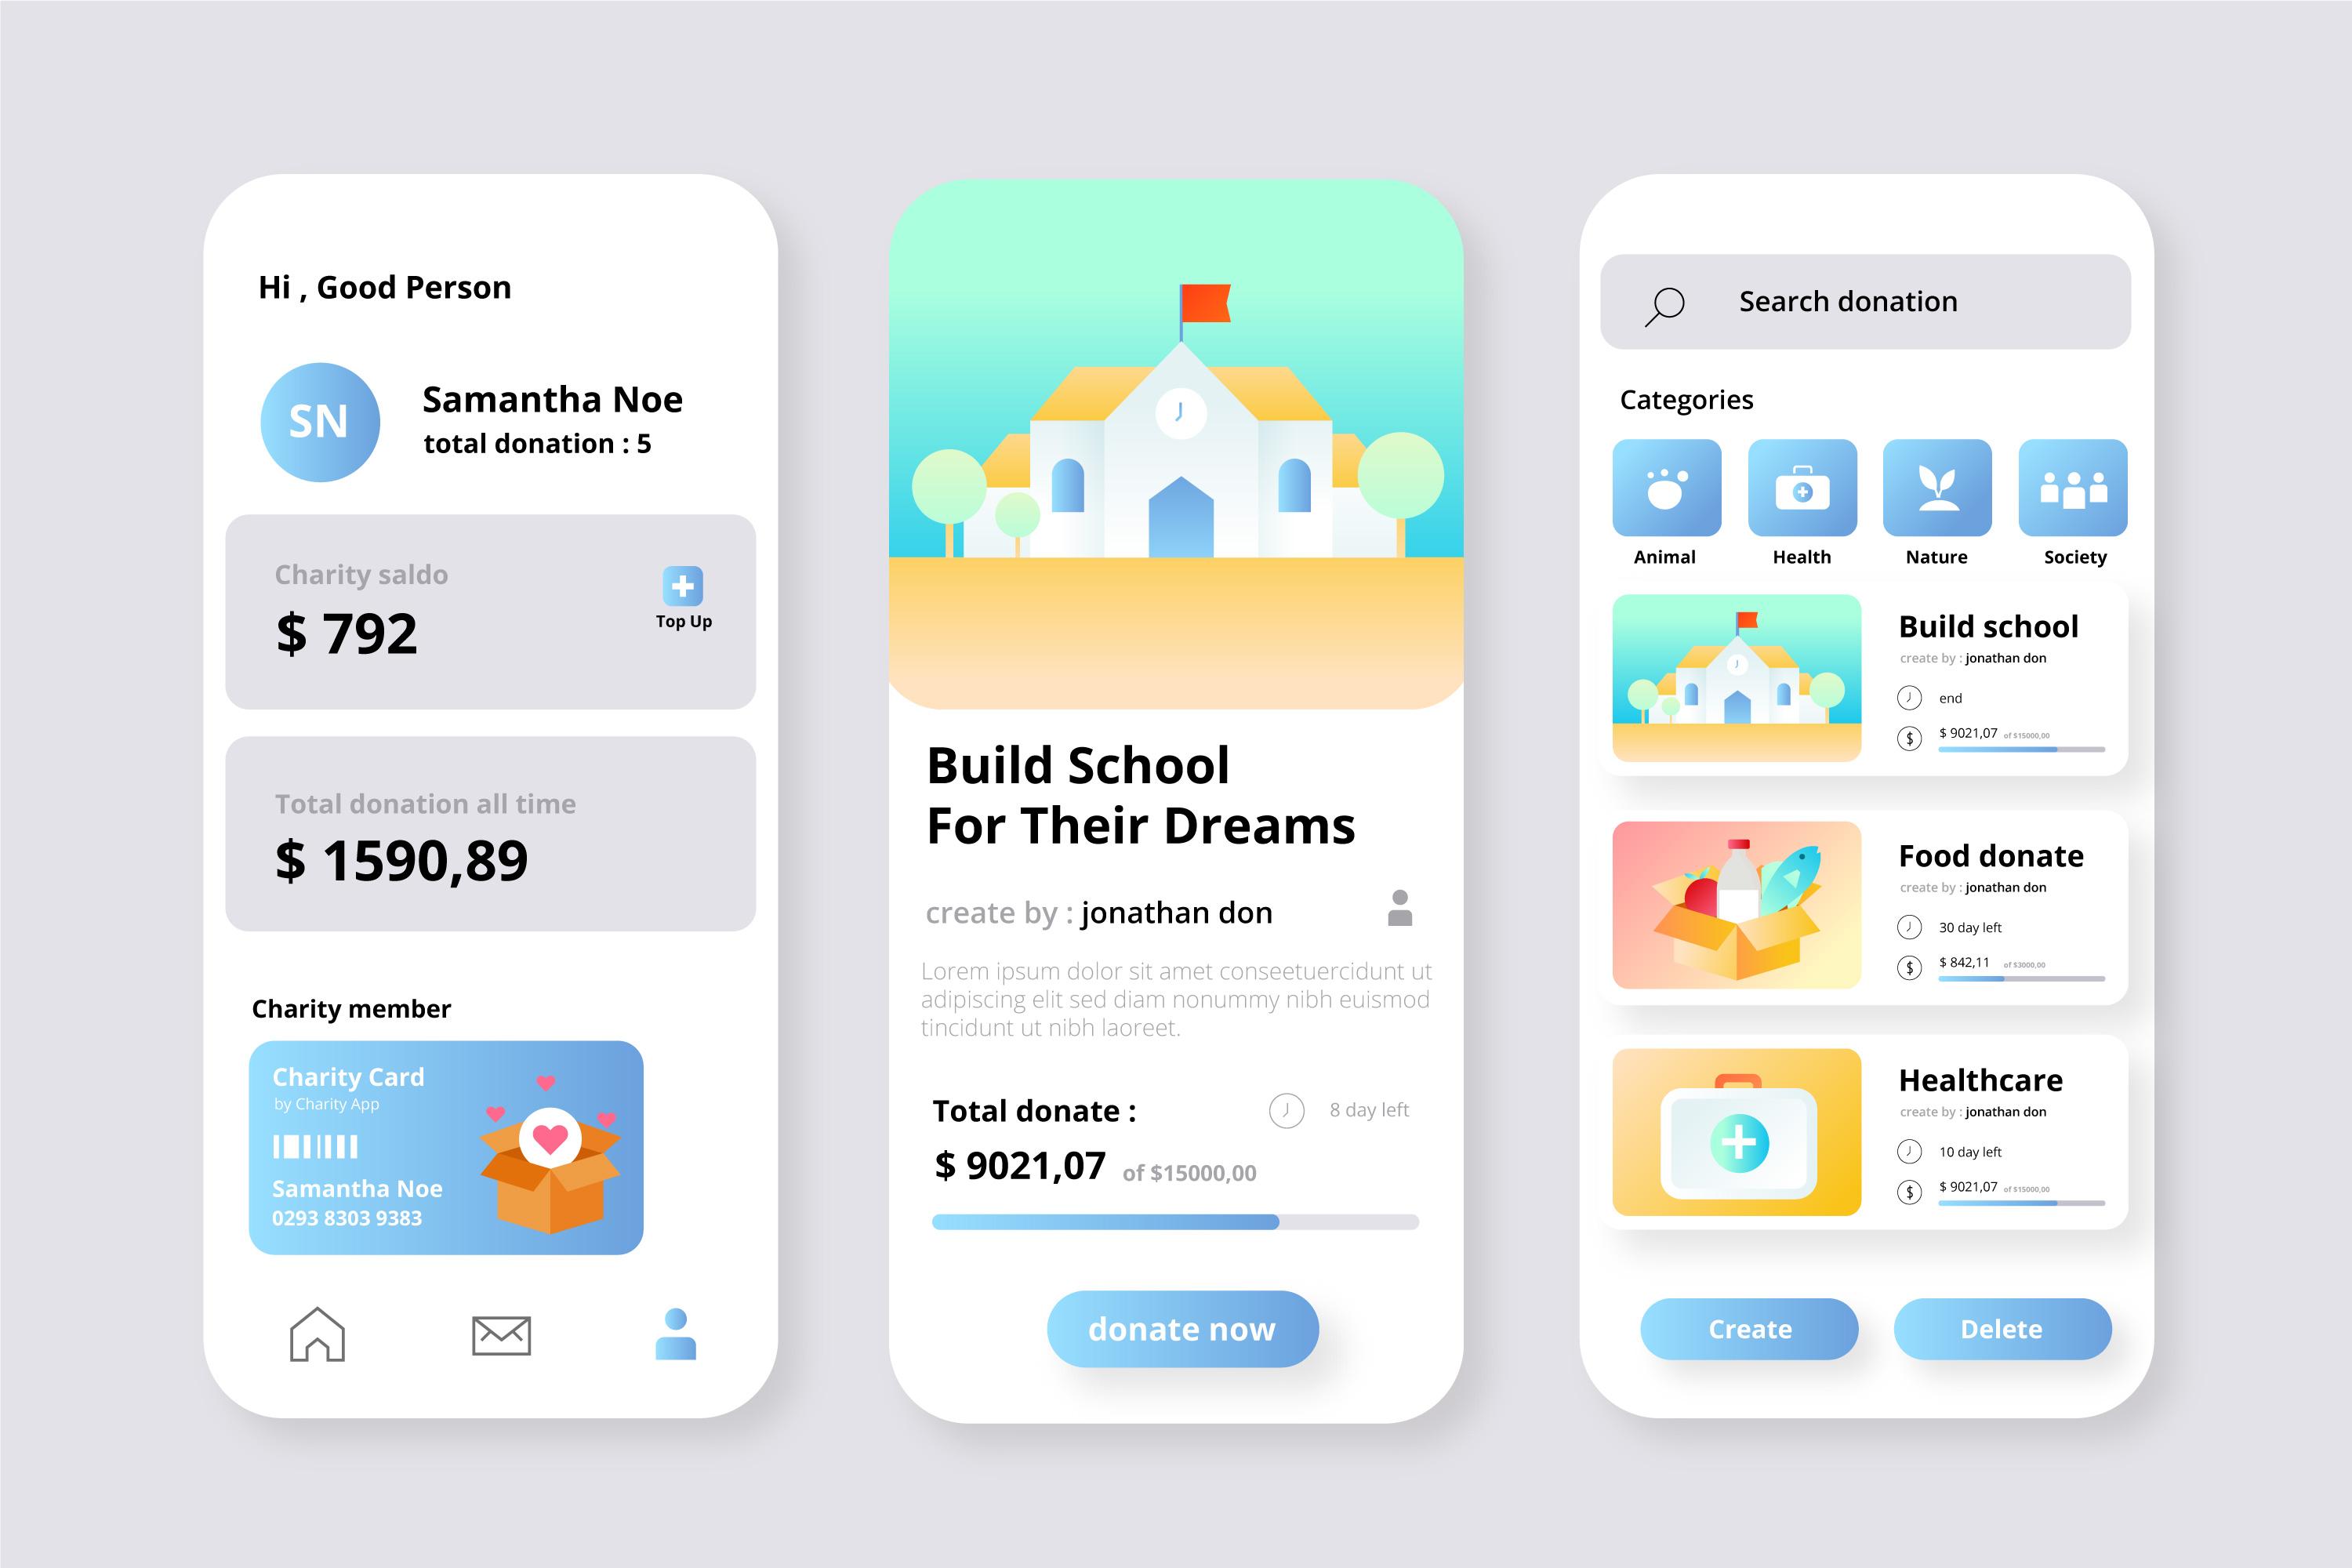 Hi , Good Person
SN
Samantha Noe
total donation : 5
Charity saldo
$ 792
Top Up
Total donation all time
$ 1590,89
Charity member
Charity Card
by Charity App
Samantha Noe
0293 8303 9383
Build School
For Their Dreams
create by : jonathan don
Lorem ipsum dolor sit amet conseetuercidunt ut
adipiscing elit sed diam nonummy nibh euismod
tincidunt ut nibh laoreet.
Total donate :
8 day left
$ 9021,07 of $15000,00
donate now
Search donation
Categories
Animal Health Nature Society
Build school
create by : jonathan don
end
$ 9021,07 of $15000,00
Food donate
create by : jonathan don
30 day left
$ 842,11 of $3000,00
Healthcare
create by : jonathan don
10 day left
$ 9021,07 of $15000,00
Create Delete